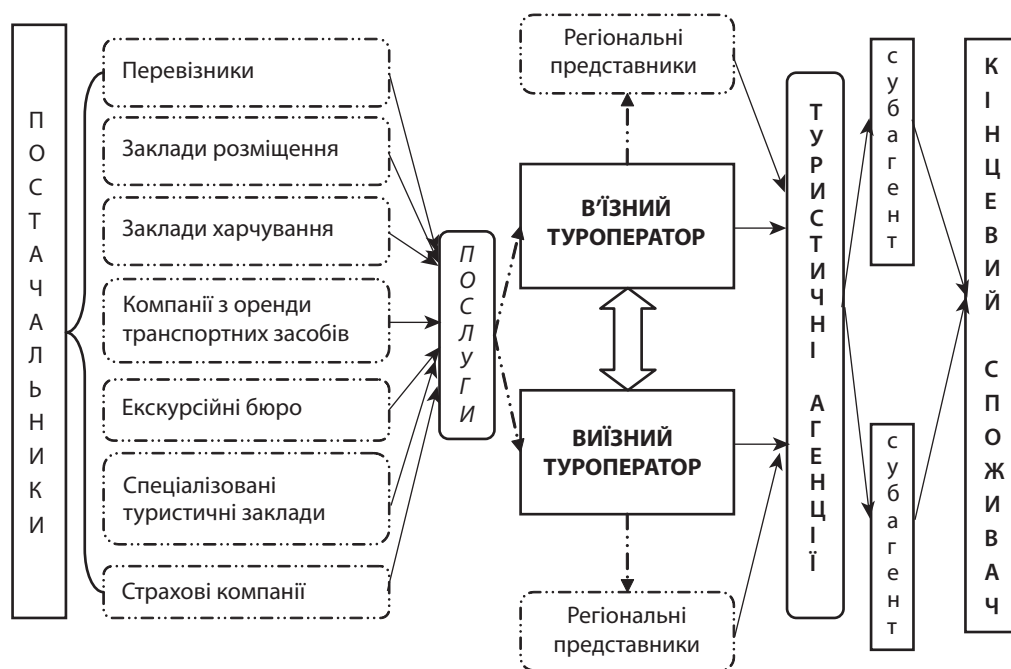 ПОСТАЧАЛЬНИКИ
Перевізники
Заклади розміщення
Заклади харчування
Компанії з оренди
транспортних засобів
Екскурсійні бюро
Спеціалізовані
туристичні заклади
Страхові компанії
ПОСЛУГИ
Регіональні
представники
В’ЇЗНИЙ
ТУРОПЕРАТОР
ВИЇЗНИЙ
ТУРОПЕРАТОР
Регіональні
представники
ТУРИСТИЧНІ АГЕНЦІЇ
субагент
субагент
КІНЦЕВИЙ СПОЖИВАЧ